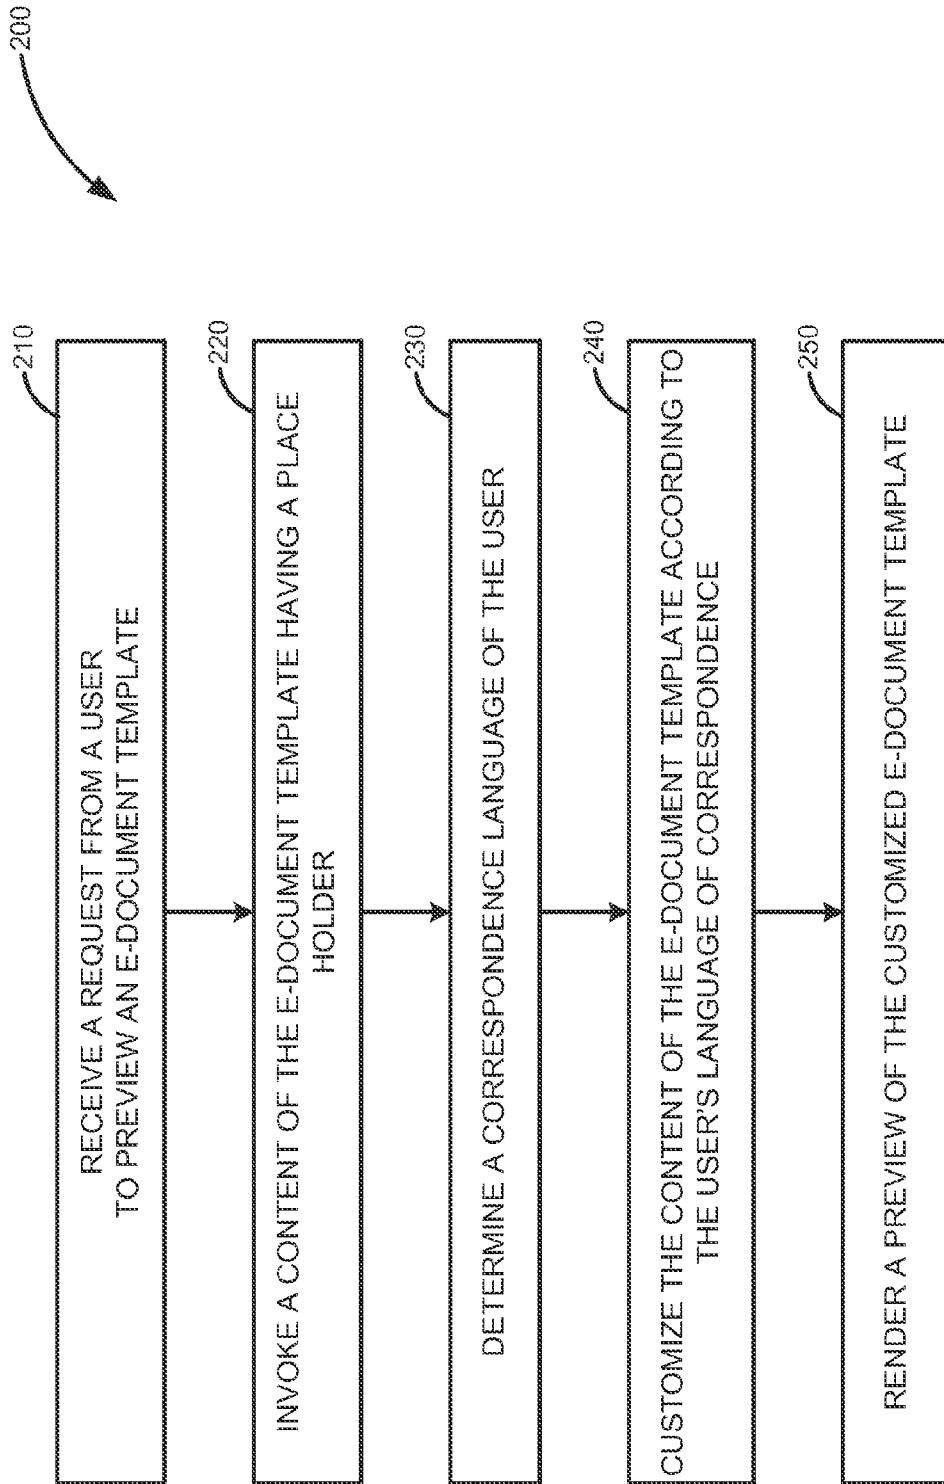 200
210
RECEIVE A REQUEST FROM A USER
TO PREVIEW AN E-DOCUMENT TEMPLATE
220
INVOKE A CONTENT OF THE E-DOCUMENT TEMPLATE HAVING A PLACE
HOLDER
230
DETERMINE A CORRESPONDENCE LANGUAGE OF THE USER
240
CUSTOMIZE THE CONTENT OF THE E-DOCUMENT TEMPLATE ACCORDING TO
THE USER'S LANGUAGE OF CORRESPONDENCE
250
RENDER A PREVIEW OF THE CUSTOMIZED E-DOCUMENT TEMPLATE